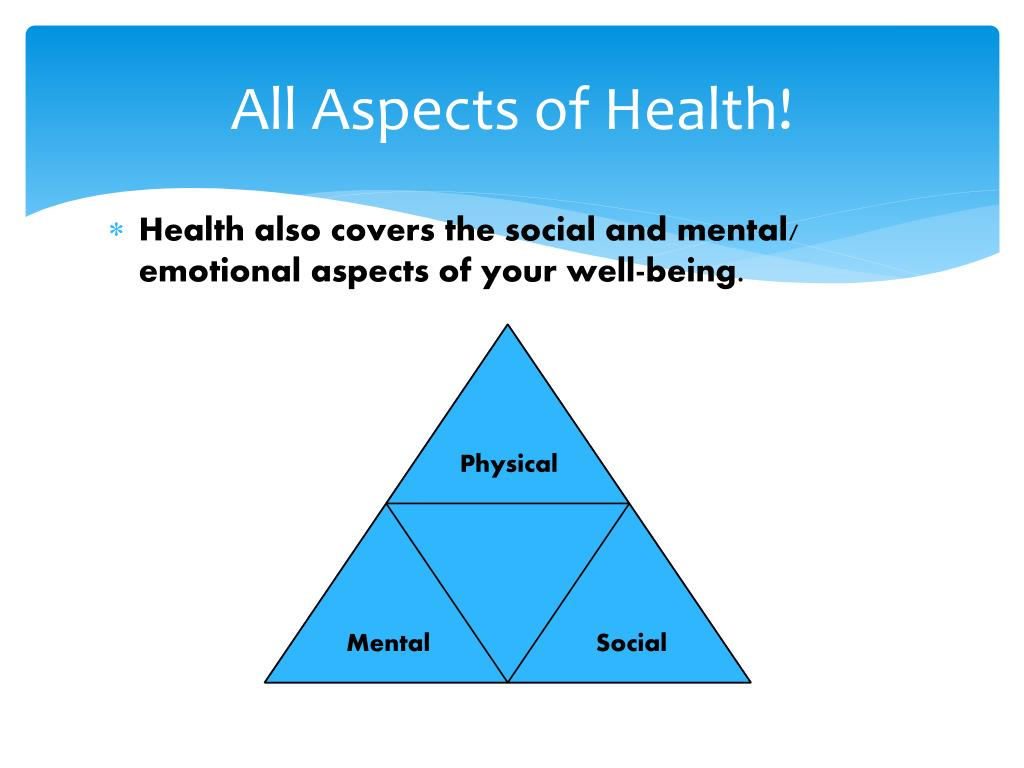 All Aspects of Health!
* Health also covers the social and mental/
emotional aspects of your well-being.
Physical
Mental
Social